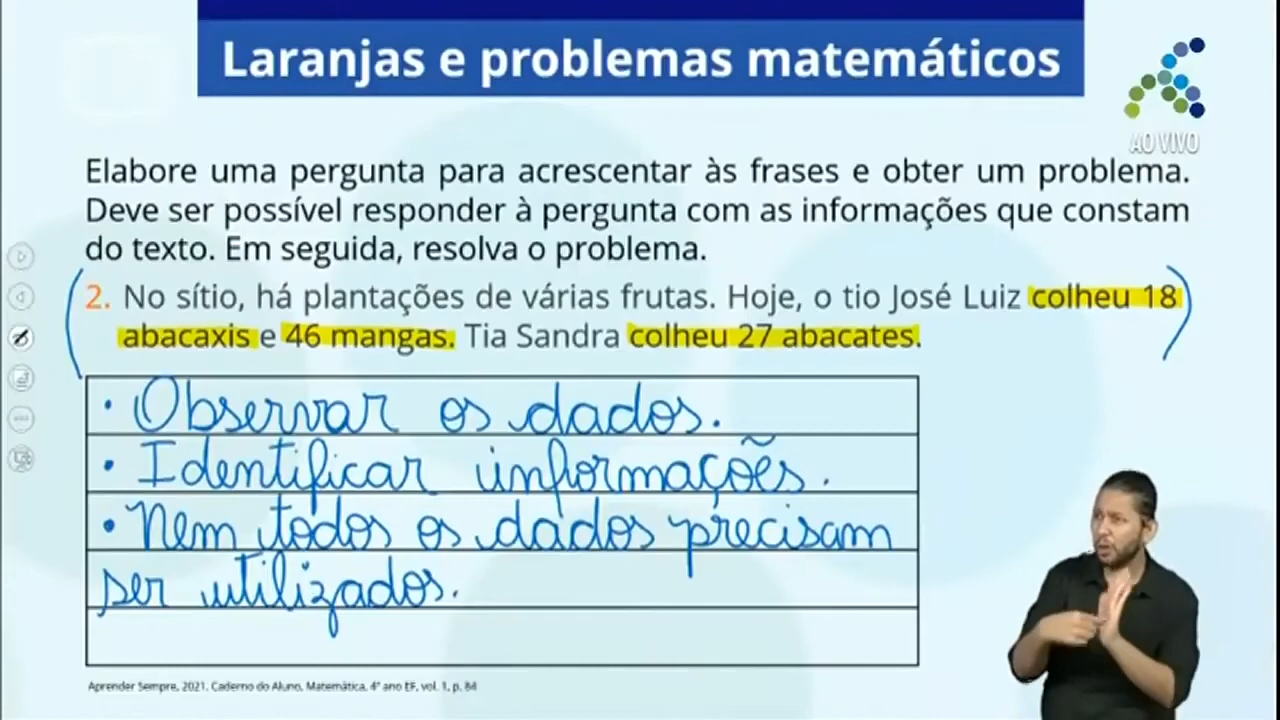 Laranjas e problemas matemáticos
AO VIVO
Elabore uma pergunta para acrescentar às frases e obter um problema.
Deve ser possível responder à pergunta com as informações que constam
do texto. Em seguida, resolva o problema.
2. No sítio, há plantações de várias frutas. Hoje, o tio José Luiz colheu 18
abacaxis e 46 mangas. Tia Sandra colheu 27 abacates.
• Observar os dados.
• Identificar informações.
• Nem todos os dados precisam
ser utilizados.
Aprender Sempre, 2021. Caderno do Aluno, Matemática, 4º ano EF, vol. 1, p. 84